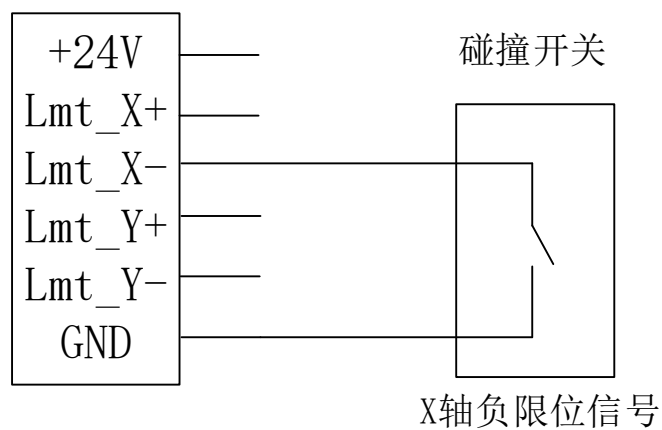 +24V
碰撞开关
Lmt_X+
Lmt_X-
Lmt_Y+
Lmt_Y-
GND
X轴负限位信号